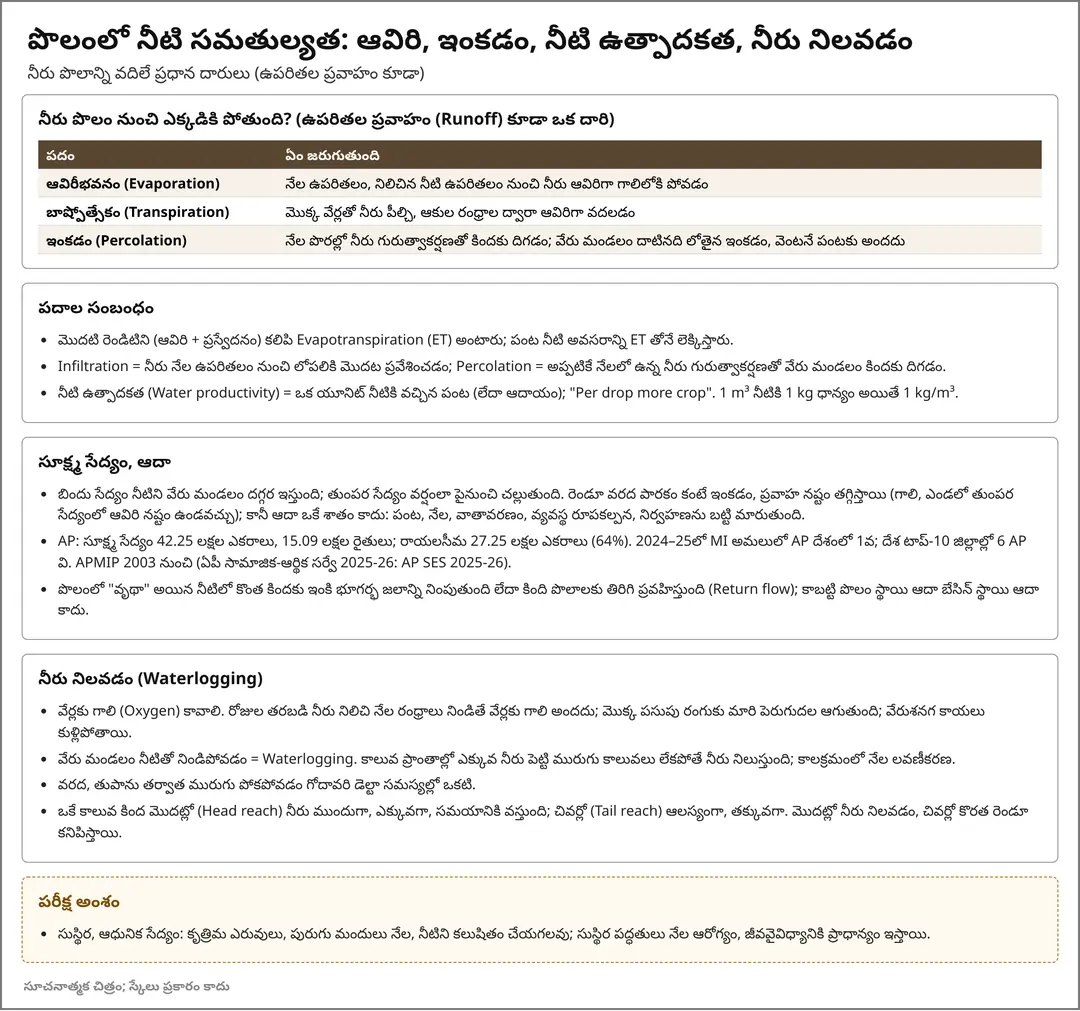 పొలంలో నీటి సమతుల్యత: ఆవిరి, ఇంకడం, నీటి ఉత్పాదకత, నీరు నిలవడం
నీరు పొలాన్ని వదిలే ప్రధాన దారులు (ఉపరితల ప్రవాహం కూడా)
నీరు పొలం నుంచి ఎక్కడికి పోతుంది? (ఉపరితల ప్రవాహం (Runoff) కూడా ఒక దారి)
పదం ఏం జరుగుతుంది
ఆవిరీభవనం (Evaporation) నేల ఉపరితలం, నిలిచిన నీటి ఉపరితలం నుంచి నీరు ఆవిరిగా గాలిలోకి పోవడం
బాష్పోత్సేకం (Transpiration) మొక్క వేర్లతో నీరు పీల్చి, ఆకుల రంధ్రాల ద్వారా ఆవిరిగా వదలడం
ఇంకడం (Percolation) నేల పొరల్లో నీరు గురుత్వాకర్షణతో కిందకు దిగడం; వేరు మండలం దాటినది లోతైన ఇంకడం, వెంటనే పంటకు అందదు
పదాల సంబంధం
• మొదటి రెండిటిని (ఆవిరి + ప్రస్వేదనం) కలిపి Evapotranspiration (ET) అంటారు; పంట నీటి అవసరాన్ని ET తోనే లెక్కిస్తారు.
• Infiltration = నీరు నేల ఉపరితలం నుంచి లోపలికి మొదట ప్రవేశించడం; Percolation = అప్పటికే నేలలో ఉన్న నీరు గురుత్వాకర్షణతో వేరు మండలం కిందకు దిగడం.
• నీటి ఉత్పాదకత (Water productivity) = ఒక యూనిట్ నీటికి వచ్చిన పంట (లేదా ఆదాయం); "Per drop more crop". 1 m³ నీటికి 1 kg ధాన్యం అయితే 1 kg/m³.
సూక్ష్మ సేద్యం, ఆదా
• బిందు సేద్యం నీటిని వేరు మండలం దగ్గర ఇస్తుంది; తుంపర సేద్యం వర్షంలా పైనుంచి చల్లుతుంది. రెండూ వరద పారకం కంటే ఇంకడం, ప్రవాహ నష్టం తగ్గిస్తాయి (గాలి, ఎండలో తుంపర
సేద్యంలో ఆవిరి నష్టం ఉండవచ్చు); కానీ ఆదా ఒకే శాతం కాదు: పంట, నేల, వాతావరణం, వ్యవస్థ రూపకల్పన, నిర్వహణను బట్టి మారుతుంది.
• AP: సూక్ష్మ సేద్యం 42.25 లక్షల ఎకరాలు, 15.09 లక్షల రైతులు; రాయలసీమ 27.25 లక్షల ఎకరాలు (64%). 2024–25లో MI అమలులో AP దేశంలో 1వ; దేశ టాప్-10 జిల్లాల్లో 6 AP
వి. APMIP 2003 నుంచి (ఏపీ సామాజిక-ఆర్థిక సర్వే 2025-26: AP SES 2025-26).
• పొలంలో "వృథా" అయిన నీటిలో కొంత కిందకు ఇంకి భూగర్భ జలాన్ని నింపుతుంది లేదా కింది పొలాలకు తిరిగి ప్రవహిస్తుంది (Return flow); కాబట్టి పొలం స్థాయి ఆదా బేసిన్ స్థాయి ఆదా
కాదు.
నీరు నిలవడం (Waterlogging)
• వేర్లకు గాలి (Oxygen) కావాలి. రోజుల తరబడి నీరు నిలిచి నేల రంధ్రాలు నిండితే వేర్లకు గాలి అందదు; మొక్క పసుపు రంగుకు మారి పెరుగుదల ఆగుతుంది; వేరుశనగ కాయలు
కుళ్లిపోతాయి.
• వేరు మండలం నీటితో నిండిపోవడం = Waterlogging. కాలువ ప్రాంతాల్లో ఎక్కువ నీరు పెట్టి మురుగు కాలువలు లేకపోతే నీరు నిలుస్తుంది; కాలక్రమంలో నేల లవణీకరణ.
• వరద, తుపాను తర్వాత మురుగు పోకపోవడం గోదావరి డెల్టా సమస్యల్లో ఒకటి.
• ఒకే కాలువ కింద మొదట్లో (Head reach) నీరు ముందుగా, ఎక్కువగా, సమయానికి వస్తుంది; చివర్లో (Tail reach) ఆలస్యంగా, తక్కువగా. మొదట్లో నీరు నిలవడం, చివర్లో కొరత రెండూ
కనిపిస్తాయి.
పరీక్ష అంశం
• సుస్థిర, ఆధునిక సేద్యం: కృత్రిమ ఎరువులు, పురుగు మందులు నేల, నీటిని కలుషితం చేయగలవు; సుస్థిర పద్ధతులు నేల ఆరోగ్యం, జీవవైవిధ్యానికి ప్రాధాన్యం ఇస్తాయి.
సూచనాత్మక చిత్రం; స్కేలు ప్రకారం కాదు